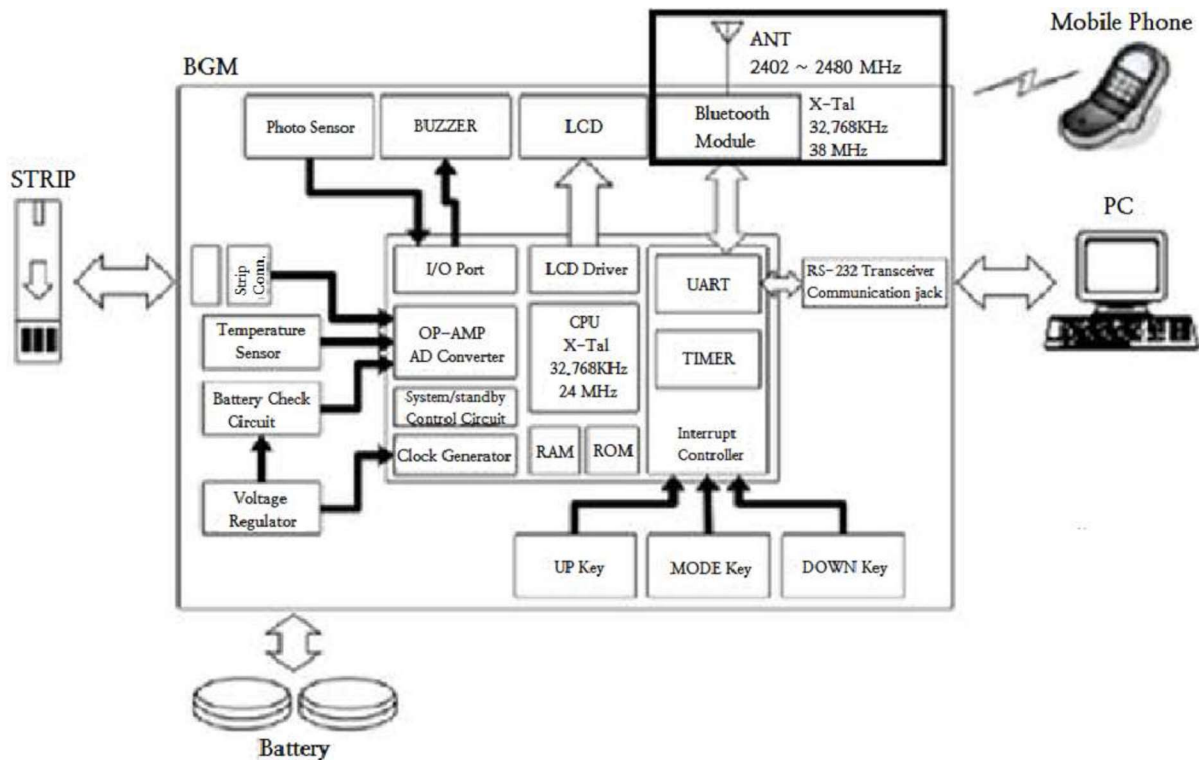 Mobile Phone
ANT
2402 ~ 2480 MHz
BGM
Photo Sensor
BUZZER
LCD
Bluetooth
Module
X-Tal
32.768KHz
38 MHz
STRIP
PC
Strip
Conn.
I/O Port
LCD Driver
UART
RS-232 Transceiver
Communication jack
Temperature
Sensor
OP-AMP
AD Converter
CPU
X-Tal
32.768KHz
24 MHz
TIMER
Battery Check
Circuit
System/standby
Control Circuit
Clock Generator
RAM
ROM
Interrupt
Controller
Voltage
Regulator
UP Key
MODE Key
DOWN Key
Battery